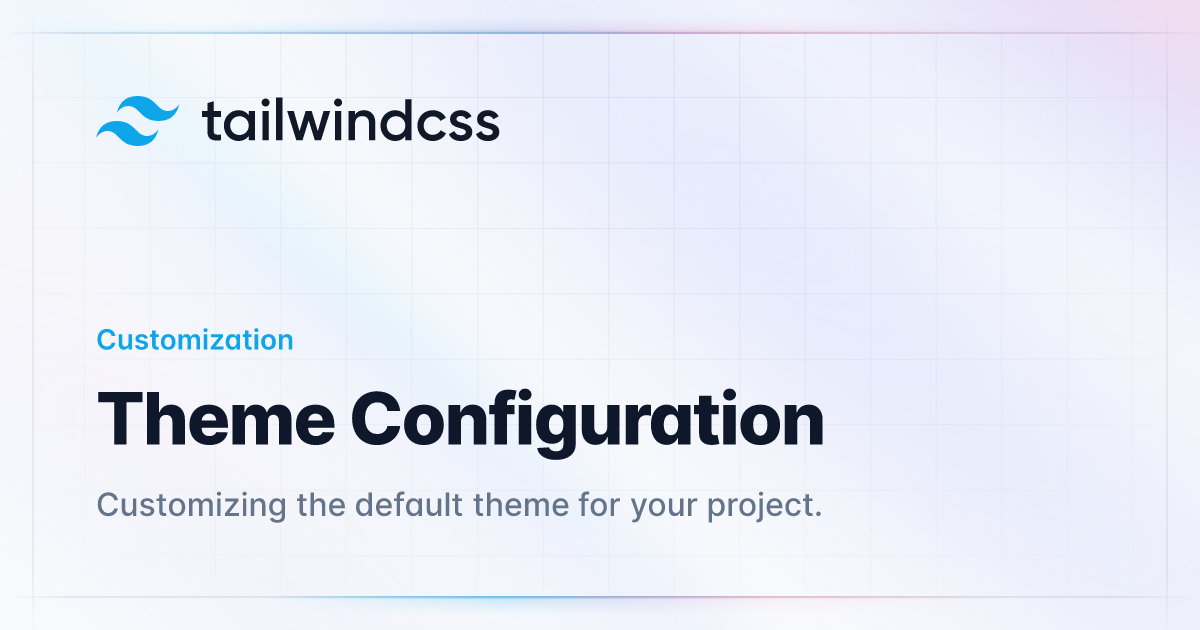 tailwindcss
Customization
Theme Configuration
Customizing the default theme for your project.